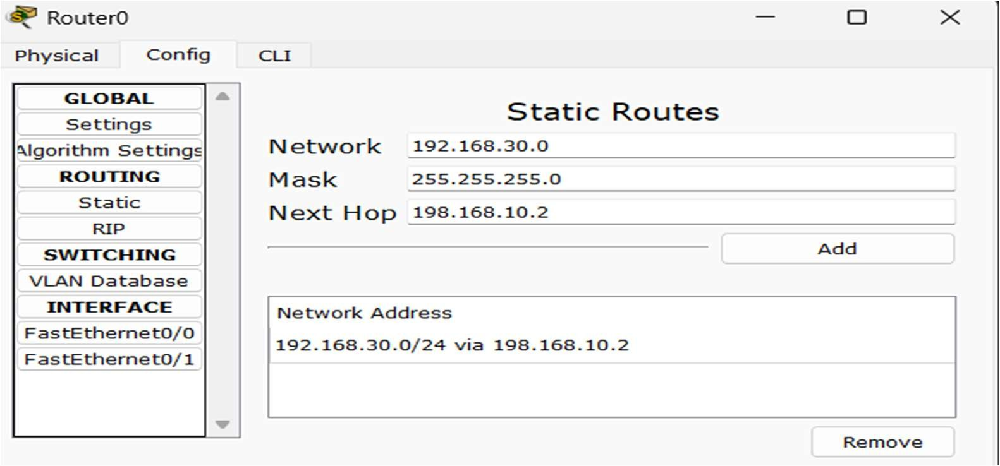 Router0
Physical
Config
CLI
GLOBAL
Settings
Algorithm Settings
ROUTING
Static
RIP
SWITCHING
VLAN Database
INTERFACE
FastEthernet0/0
FastEthernet0/1
Static Routes
Network 192.168.30.0
Mask 255.255.255.0
Next Hop 198.168.10.2
Add
Network Address
192.168.30.0/24 via 198.168.10.2
Remove